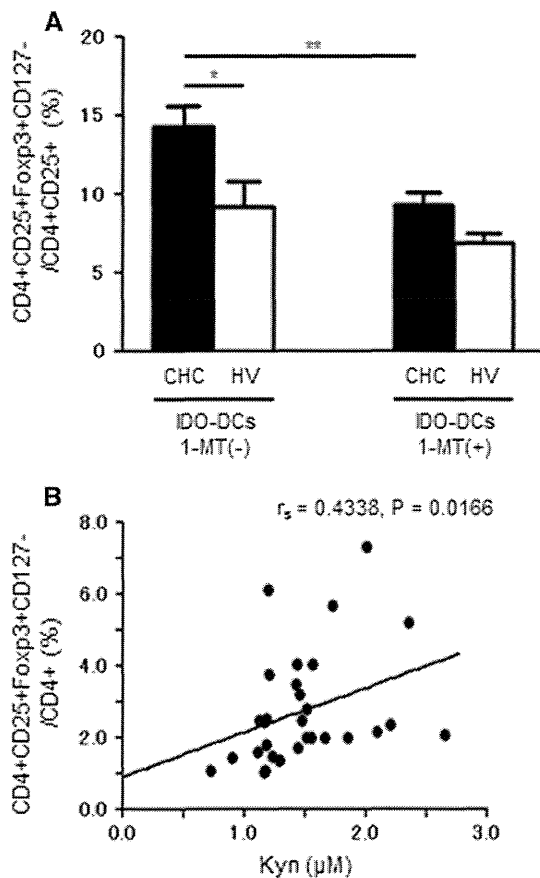 A
CD4+CD25+Foxp3+CD127-
/CD4+CD25+ (%)
20
15
10
5
0
*
**
CHC HV CHC HV
IDO-DCs IDO-DCs
1-MT(-) 1-MT(+)
B
rs = 0.4338, P = 0.0166
CD4+CD25+Foxp3+CD127-
/CD4+ (%)
8.0
6.0
4.0
2.0
0.0
0.0 1.0 2.0 3.0
Kyn (µM)